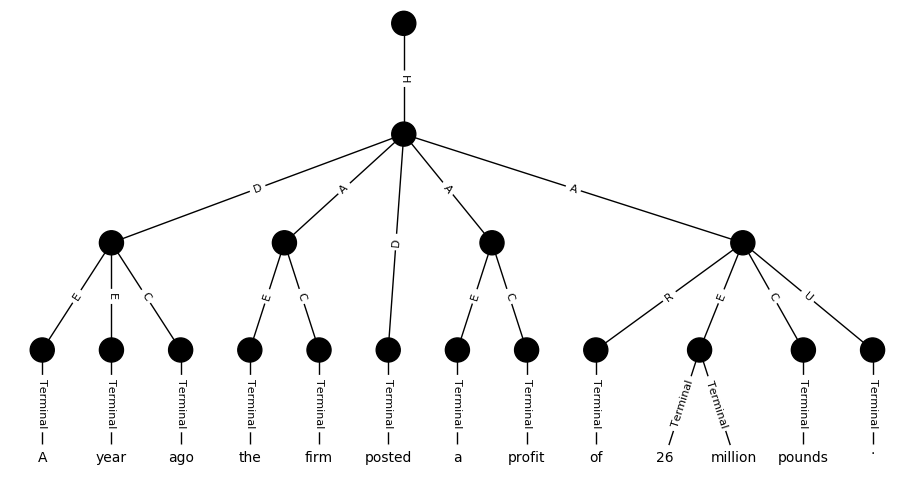 H
D A D A A
E E C E C E C R E C U
Terminal Terminal Terminal Terminal Terminal Terminal Terminal Terminal Terminal Terminal Terminal Terminal Terminal
A year ago the firm posted a profit of 26 million pounds .